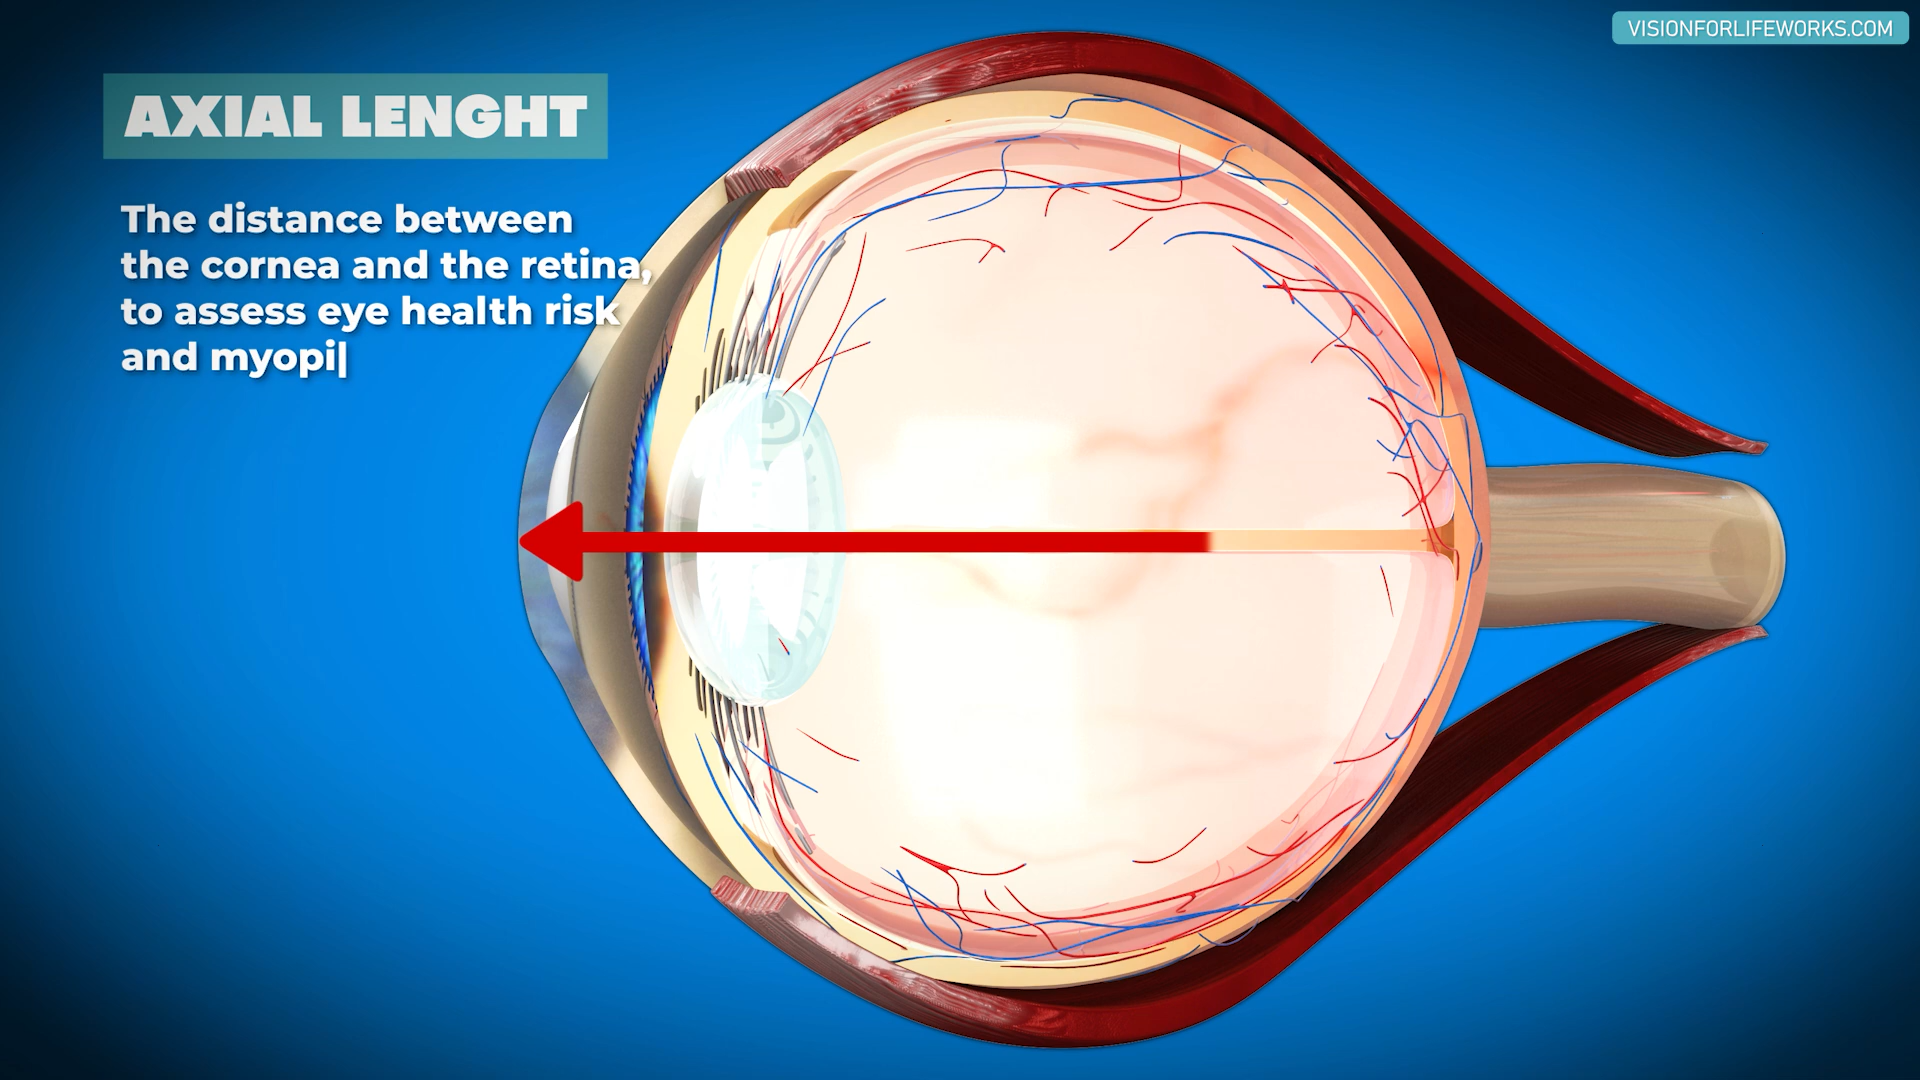 VISIONFORLIFEWORKS.COM
AXIAL LENGHT
The distance between
the cornea and the retina,
to assess eye health risk
and myopi|